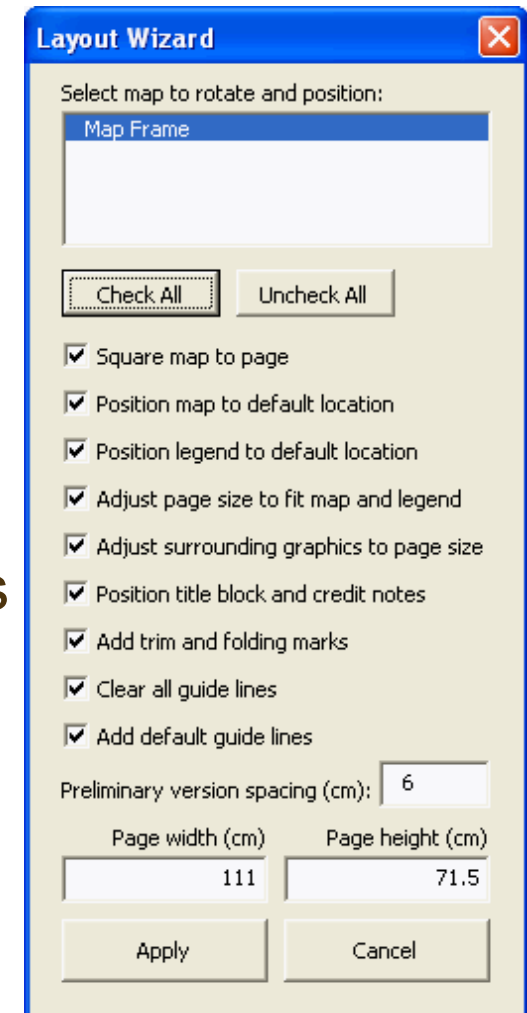 Layout Wizard
Select map to rotate and position:
Map Frame
Check All Uncheck All
Square map to page
Position map to default location
Position legend to default location
Adjust page size to fit map and legend
Adjust surrounding graphics to page size
s
Position title block and credit notes
Add trim and folding marks
Clear all guide lines
Add default guide lines
Preliminary version spacing (cm): 6
Page width (cm) Page height (cm)
111 71.5
Apply Cancel